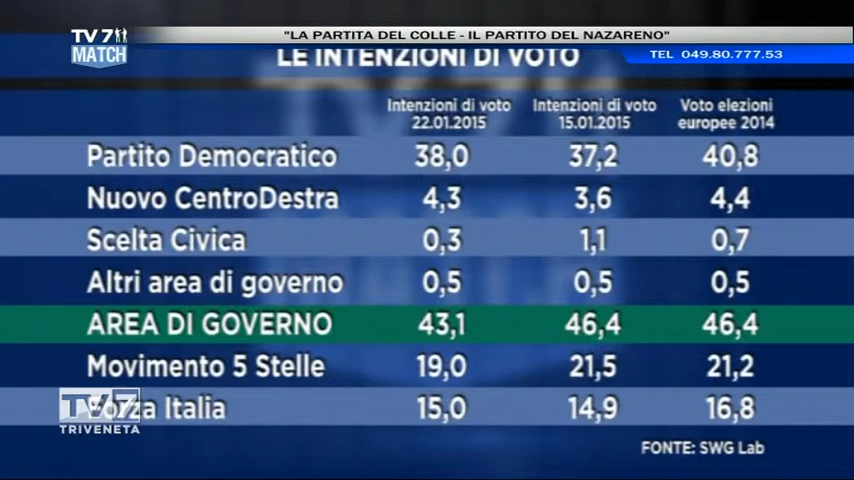 TV7
MATCH
"LA PARTITA DEL COLLE - IL PARTITO DEL NAZARENO"
TEL 049.80.777.53
LE INTENZIONI DI VOTO
Intenzioni di voto 22.01.2015 Intenzioni di voto 15.01.2015 Voto elezioni europee 2014
Partito Democratico 38,0 37,2 40,8
Nuovo CentroDestra 4,3 3,6 4,4
Scelta Civica 0,3 1,1 0,7
Altri area di governo 0,5 0,5 0,5
AREA DI GOVERNO 43,1 46,4 46,4
Movimento 5 Stelle 19,0 21,5 21,2
Forza Italia 15,0 14,9 16,8
TV7
TRIVENETA
FONTE: SWG Lab